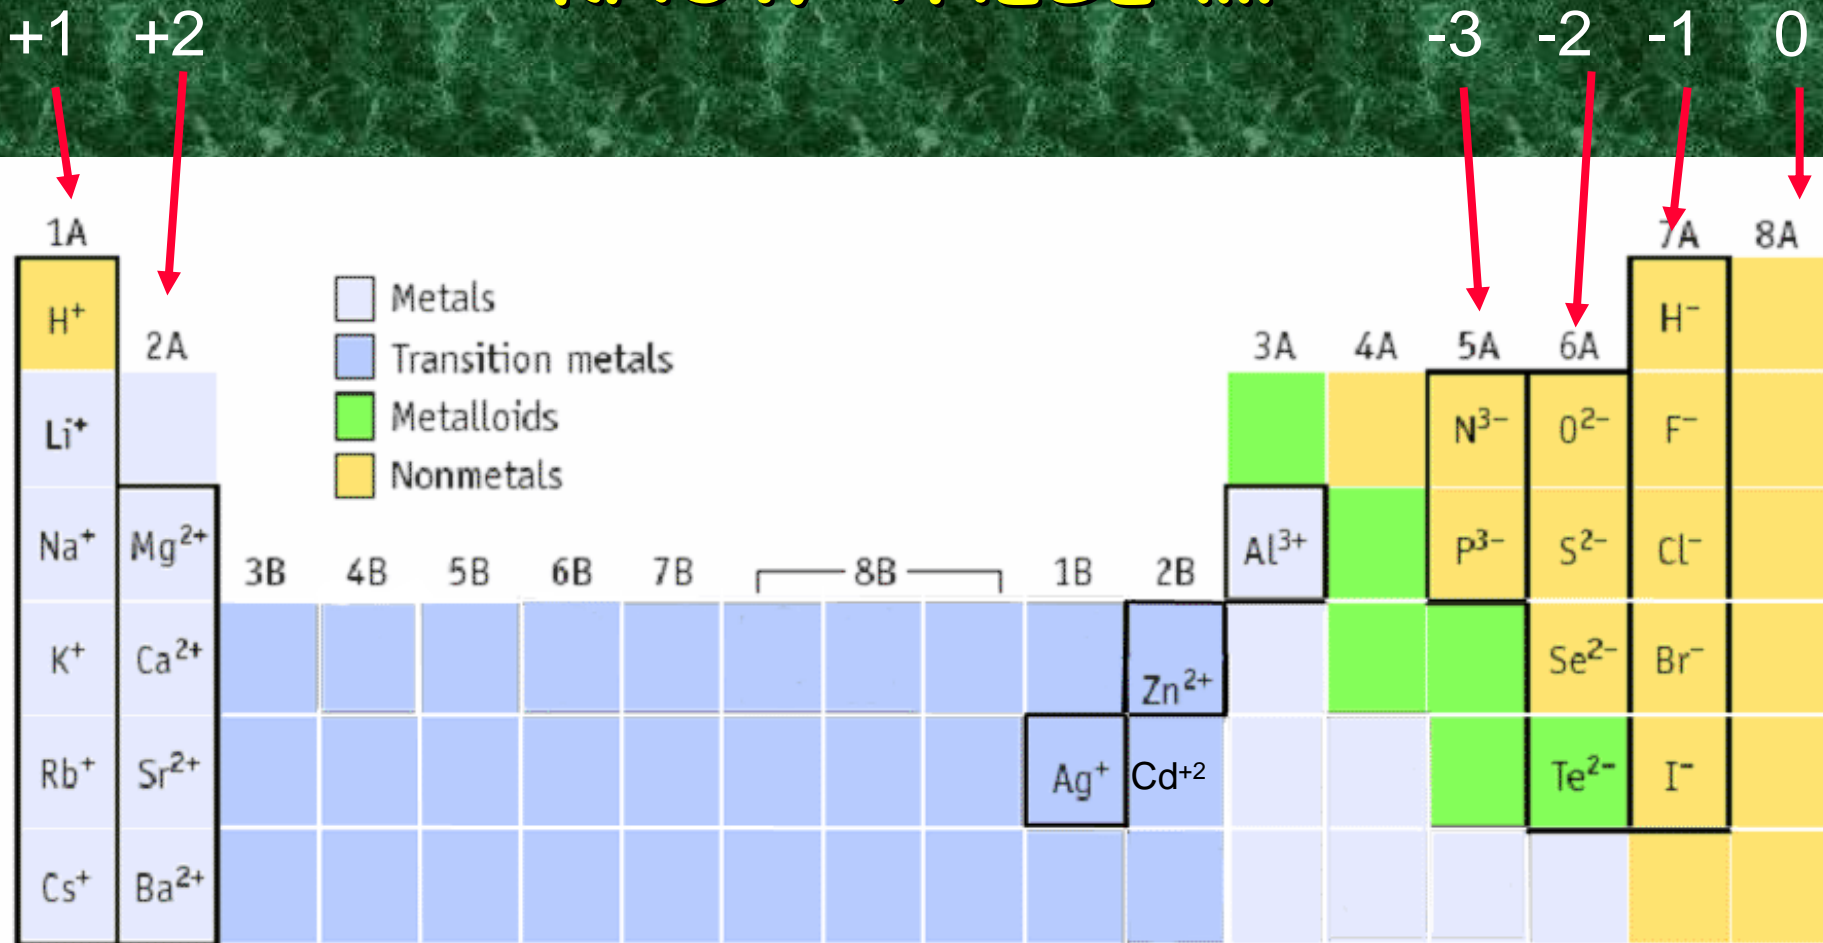 +1 +2 -3 -2 -1 0
1A 7A 8A
H⁺ 2A Metals H⁻
Transition metals 3A 4A 5A 6A
Li⁺ Metalloids N³⁻ O²⁻ F⁻
Nonmetals
Na⁺ Mg²⁺ 3B 4B 5B 6B 7B 8B 1B 2B Al³⁺ P³⁻ S²⁻ Cl⁻
K⁺ Ca²⁺ Zn²⁺ Se²⁻ Br⁻
Rb⁺ Sr²⁺ Ag⁺ Cd⁺² Te²⁻ I⁻
Cs⁺ Ba²⁺